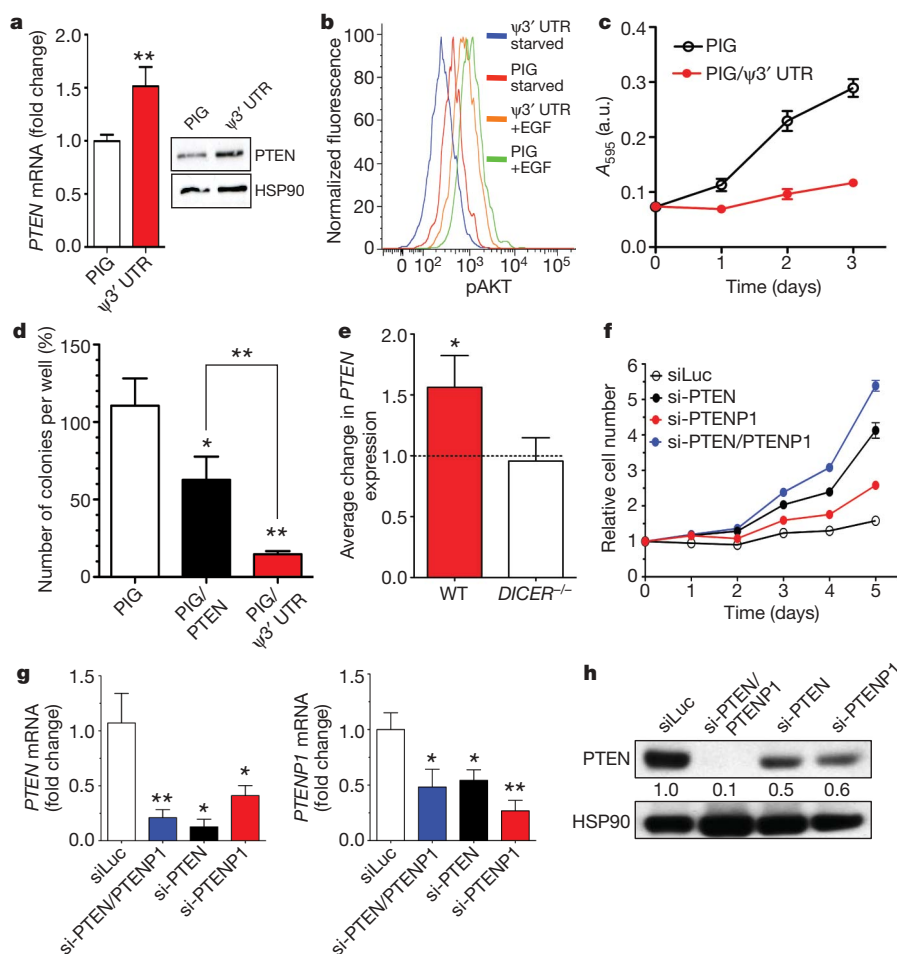 a
PTEN mRNA (fold change)
2.0
1.5
1.0
0.5
0.0
**
PIG
ψ3′ UTR
PIG
ψ3′ UTR
PTEN
HSP90
b
Normalized fluorescence
100
80
60
40
20
0
0 10² 10³ 10⁴ 10⁵
pAKT
ψ3′ UTR
starved
PIG
starved
ψ3′ UTR
+EGF
PIG
+EGF
c
A₅₉₅ (a.u.)
0.4
0.3
0.2
0.1
0.0
0 1 2 3
Time (days)
PIG
PIG/ψ3′ UTR
d
Number of colonies per well (%)
150
100
50
0
**
*
**
PIG
PIG/
PTEN
PIG/
ψ3′ UTR
e
Average change in PTEN
expression
2.0
1.5
1.0
0.5
0.0
*
WT
DICER⁻/⁻
f
Relative cell number
6
5
4
3
2
1
0
0 1 2 3 4 5
Time (days)
siLuc
si-PTEN
si-PTENP1
si-PTEN/PTENP1
g
PTEN mRNA
(fold change)
1.5
1.0
0.5
0.0
**
*
*
siLuc
si-PTEN/PTENP1
si-PTEN
si-PTENP1
PTENP1 mRNA
(fold change)
1.5
1.0
0.5
0.0
*
*
**
siLuc
si-PTEN/PTENP1
si-PTEN
si-PTENP1
h
siLuc
si-PTEN/
PTENP1
si-PTEN
si-PTENP1
PTEN
1.0 0.1 0.5 0.6
HSP90